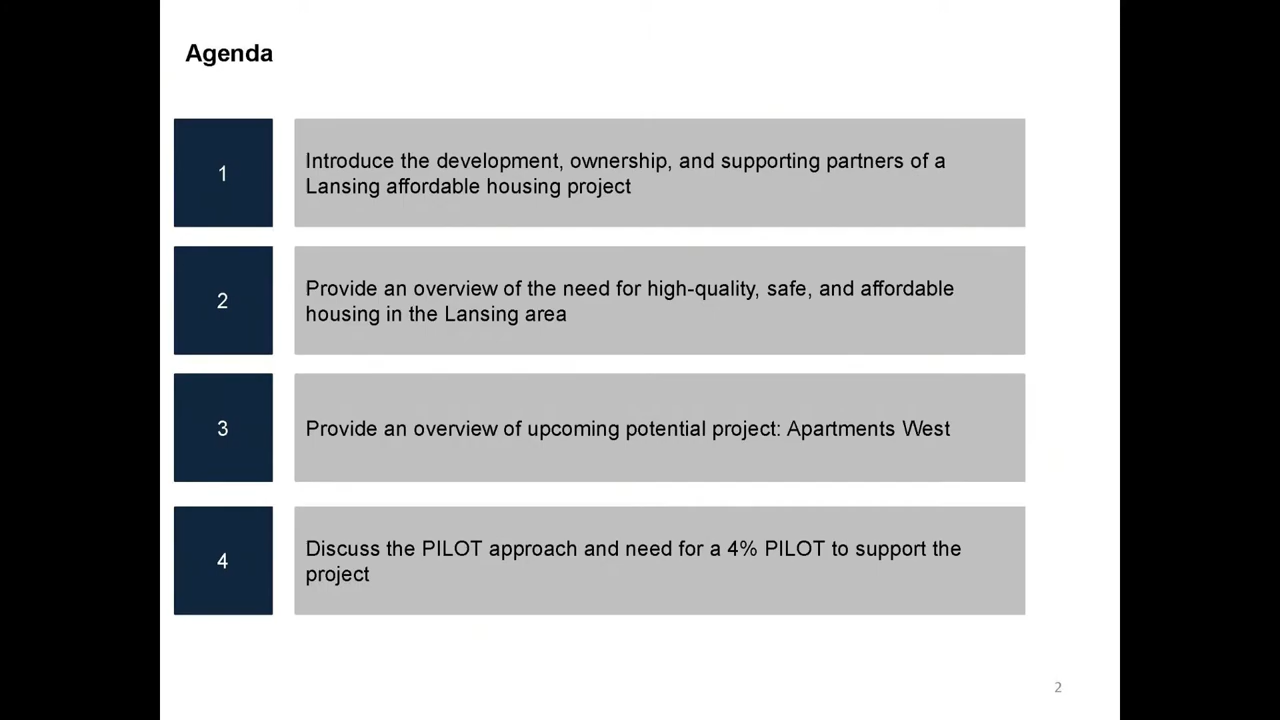 Agenda
1
Introduce the development, ownership, and supporting partners of a
Lansing affordable housing project
2
Provide an overview of the need for high-quality, safe, and affordable
housing in the Lansing area
3
Provide an overview of upcoming potential project: Apartments West
4
Discuss the PILOT approach and need for a 4% PILOT to support the
project
2